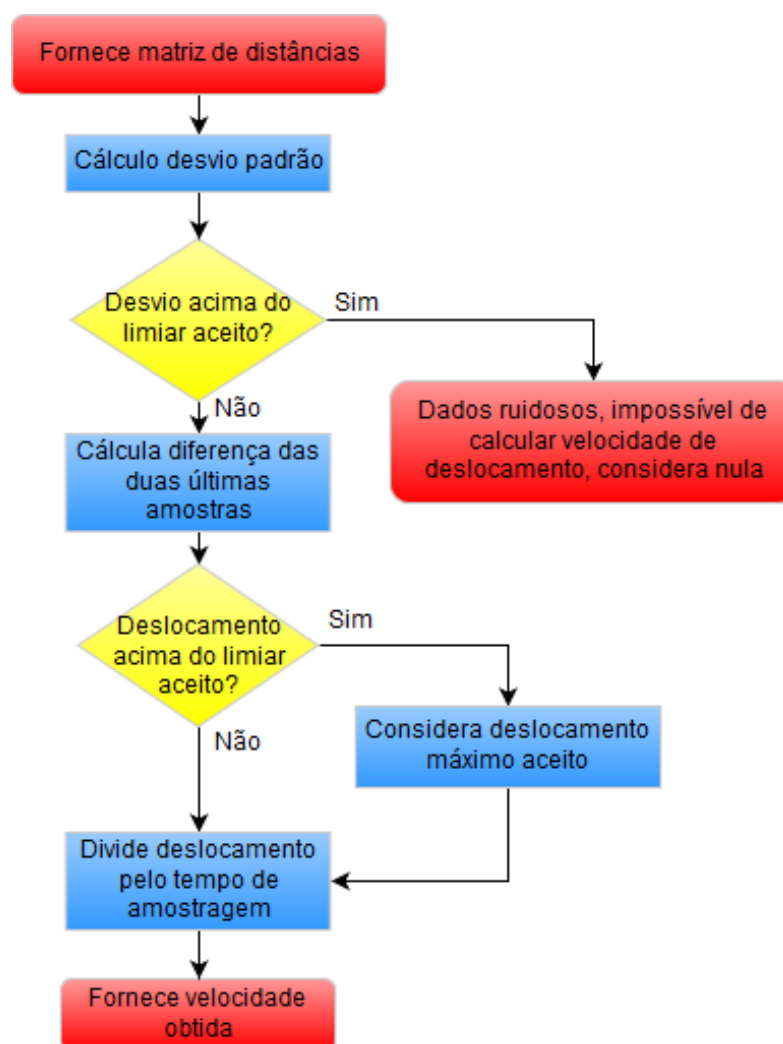 Fornece matriz de distâncias
Cálculo desvio padrão
Desvio acima do
limiar aceito?
Sim
Não
Dados ruidosos, impossível de
calcular velocidade de
deslocamento, considera nula
Cálcula diferença das
duas últimas
amostras
Deslocamento
acima do limiar
aceito?
Sim
Não
Considera deslocamento
máximo aceito
Divide deslocamento
pelo tempo de
amostragem
Fornece velocidade
obtida